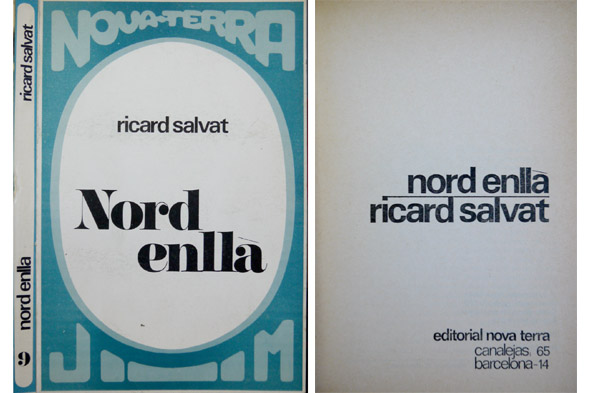 ricard salvat
nord enlla
9
NOVA-TERRA
ricard salvat
Nord
enllà
J M
nord enllà
ricard salvat
editorial nova terra
canalejas, 65
barcelona-14